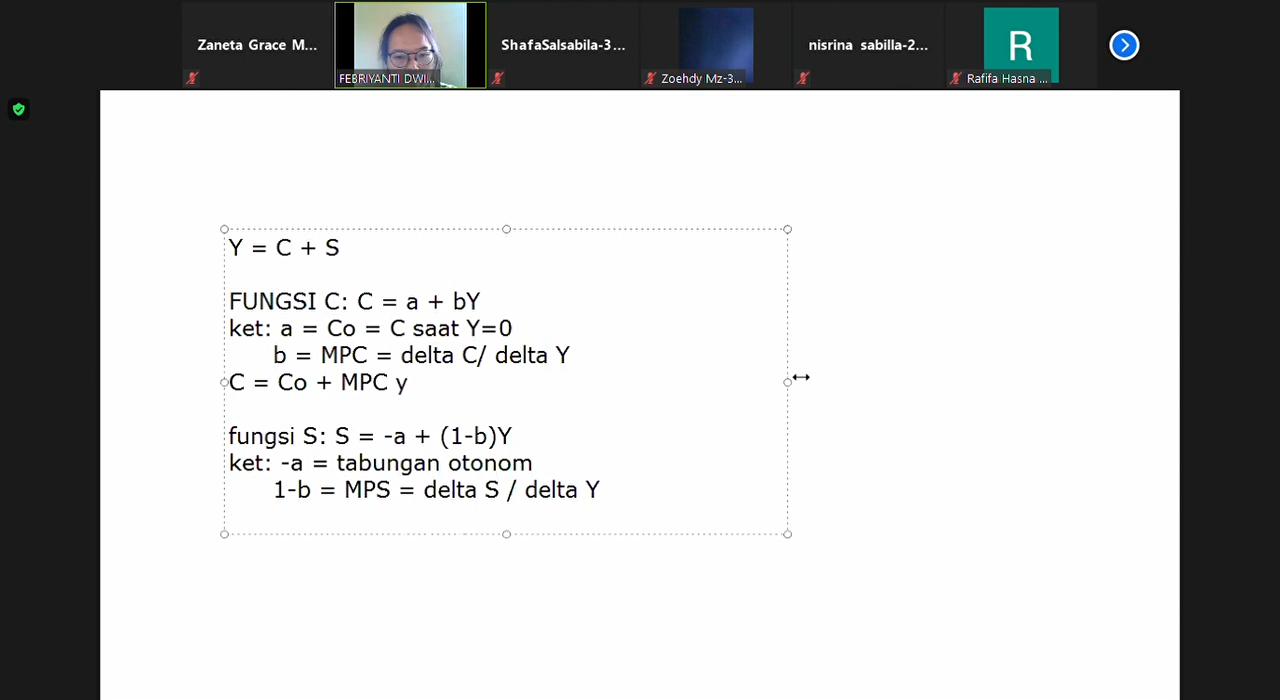 Zaneta Grace M...
FEBRIYANTI DWI...
ShafaSalsabila-3...
Zoehdy Mz-3...
nisrina sabilla-2...
R
Rafifa Hasna ...
Y = C + S
FUNGSI C: C = a + bY
ket: a = Co = C saat Y=0
b = MPC = delta C/ delta Y
C = Co + MPC y
fungsi S: S = -a + (1-b)Y
ket: -a = tabungan otonom
1-b = MPS = delta S / delta Y